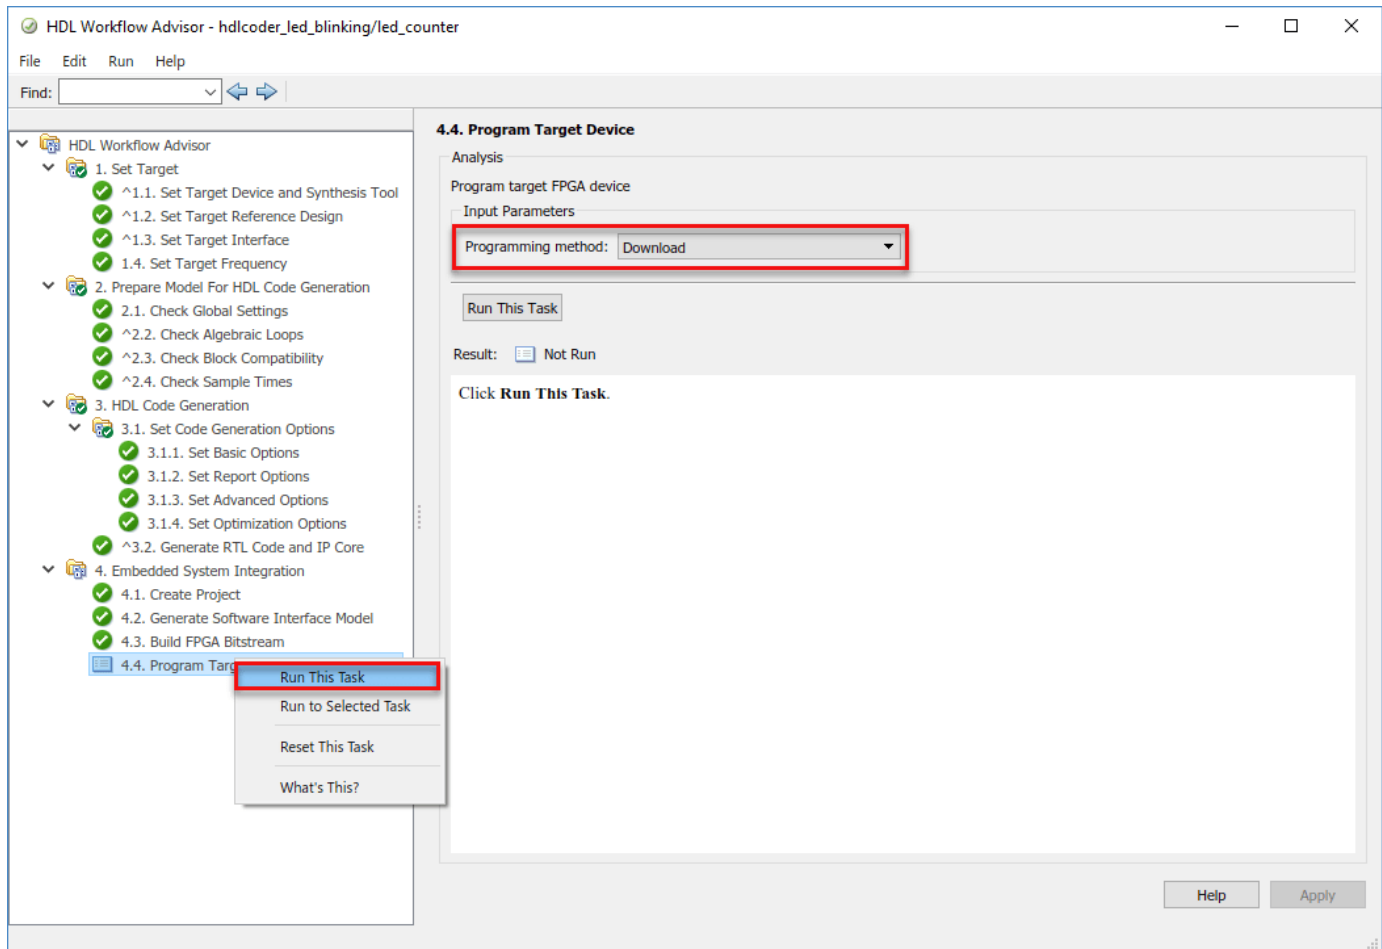 HDL Workflow Advisor - hdlcoder_led_blinking/led_counter
File Edit Run Help
Find:
HDL Workflow Advisor
1. Set Target
^1.1. Set Target Device and Synthesis Tool
^1.2. Set Target Reference Design
^1.3. Set Target Interface
1.4. Set Target Frequency
2. Prepare Model For HDL Code Generation
2.1. Check Global Settings
^2.2. Check Algebraic Loops
^2.3. Check Block Compatibility
^2.4. Check Sample Times
3. HDL Code Generation
3.1. Set Code Generation Options
3.1.1. Set Basic Options
3.1.2. Set Report Options
3.1.3. Set Advanced Options
3.1.4. Set Optimization Options
^3.2. Generate RTL Code and IP Core
4. Embedded System Integration
4.1. Create Project
4.2. Generate Software Interface Model
4.3. Build FPGA Bitstream
4.4. Program Targ
Run This Task
Run to Selected Task
Reset This Task
What's This?
4.4. Program Target Device
Analysis
Program target FPGA device
Input Parameters
Programming method: Download
Run This Task
Result: Not Run
Click Run This Task.
Help Apply